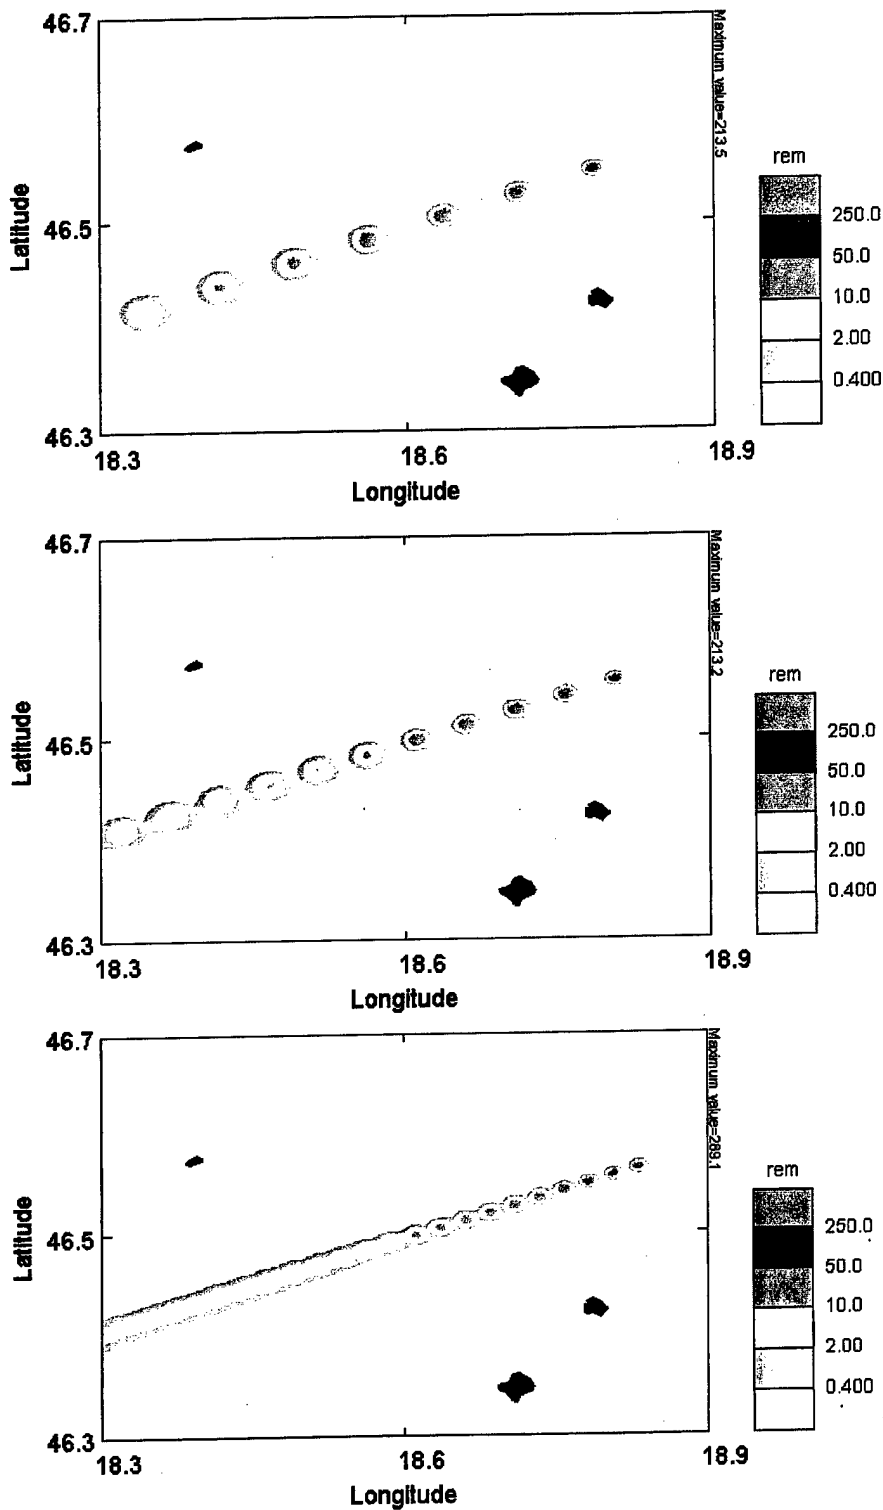 46.7
Latitude
46.5
46.3
18.3
18.6
18.9
Longitude
Maximum value=213.5
rem
250.0
50.0
10.0
2.00
0.400
46.7
Latitude
46.5
46.3
18.3
18.6
18.9
Longitude
Maximum value=213.2
rem
250.0
50.0
10.0
2.00
0.400
46.7
Latitude
46.5
46.3
18.3
18.6
18.9
Longitude
Maximum value=289.1
rem
250.0
50.0
10.0
2.00
0.400